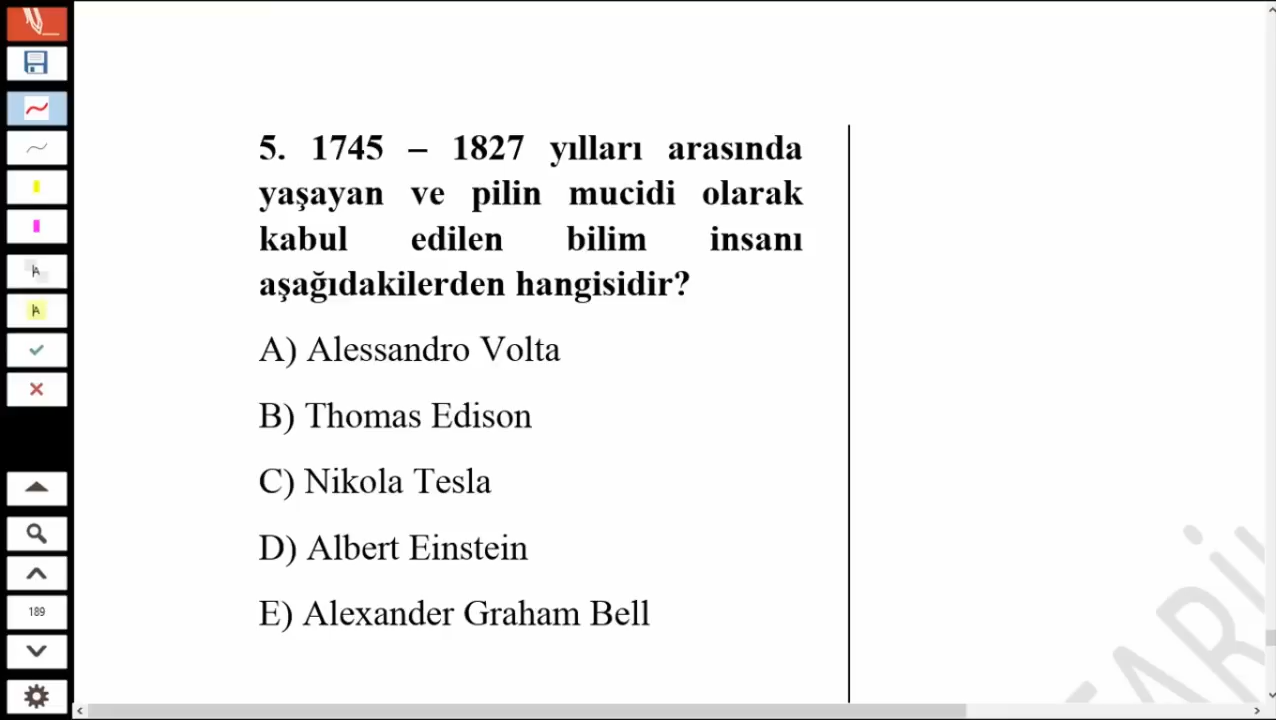 5. 1745 – 1827 yılları arasında
yaşayan ve pilin mucidi olarak
kabul edilen bilim insanı
aşağıdakilerden hangisidir?
A) Alessandro Volta
B) Thomas Edison
C) Nikola Tesla
D) Albert Einstein
E) Alexander Graham Bell
A
A
189